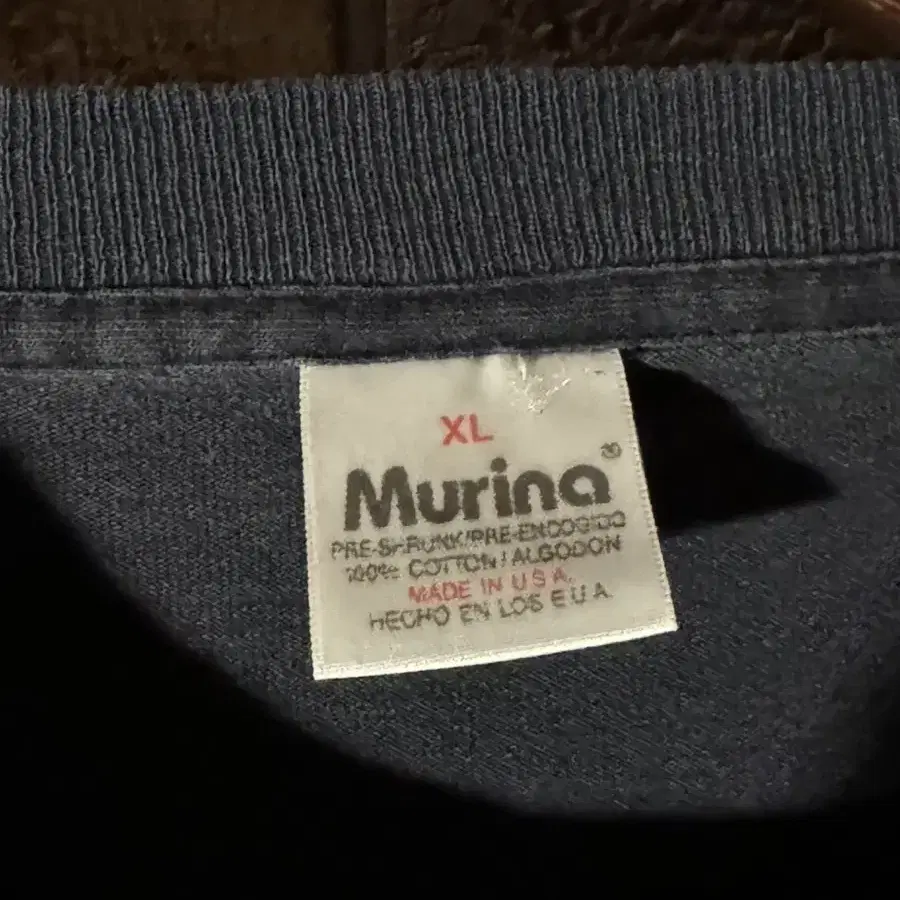 XL
Murina®
PRE-SHRUNK/PRE-ENCOGIDO
100% COTTON/ALGODON
MADE IN U.S.A.
HECHO EN LOS E.U.A.